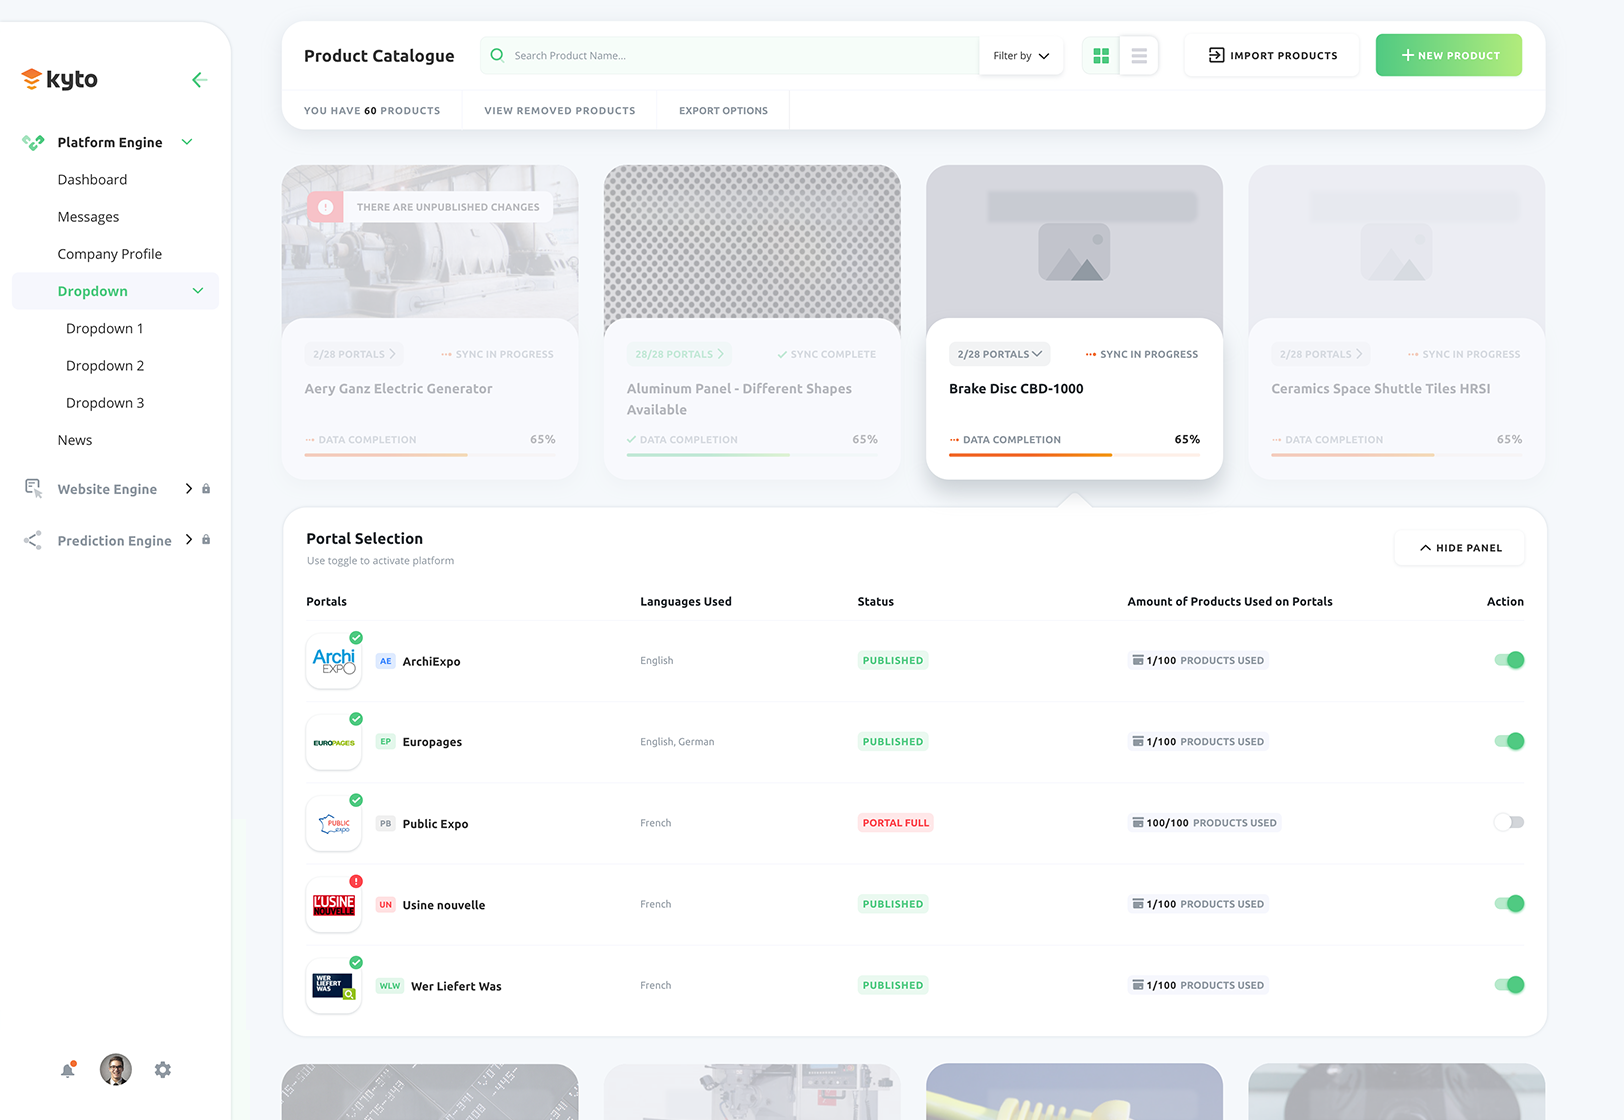 kyto
Platform Engine
Dashboard
Messages
Company Profile
Dropdown
Dropdown 1
Dropdown 2
Dropdown 3
News
Website Engine
Prediction Engine
Product Catalogue
Search Product Name...
Filter by
IMPORT PRODUCTS
NEW PRODUCT
YOU HAVE 60 PRODUCTS
VIEW REMOVED PRODUCTS
EXPORT OPTIONS
THERE ARE UNPUBLISHED CHANGES
2/28 PORTALS
SYNC IN PROGRESS
Aery Ganz Electric Generator
DATA COMPLETION
65%
28/28 PORTALS
SYNC COMPLETE
Aluminum Panel - Different Shapes
Available
DATA COMPLETION
65%
2/28 PORTALS
SYNC IN PROGRESS
Brake Disc CBD-1000
DATA COMPLETION
65%
2/28 PORTALS
SYNC IN PROGRESS
Ceramics Space Shuttle Tiles HRSI
DATA COMPLETION
65%
Portal Selection
Use toggle to activate platform
HIDE PANEL
Portals Languages Used Status Amount of Products Used on Portals Action
Archi
EXPO
AE ArchiExpo English PUBLISHED 1/100 PRODUCTS USED
EUROPAGES
EP Europages English, German PUBLISHED 1/100 PRODUCTS USED
PUBLIC
expo
PB Public Expo French PORTAL FULL 100/100 PRODUCTS USED
L'USINE
NOUVELLE
UN Usine nouvelle French PUBLISHED 1/100 PRODUCTS USED
WER
LIEFERT
WAS
WLW Wer Liefert Was French PUBLISHED 1/100 PRODUCTS USED